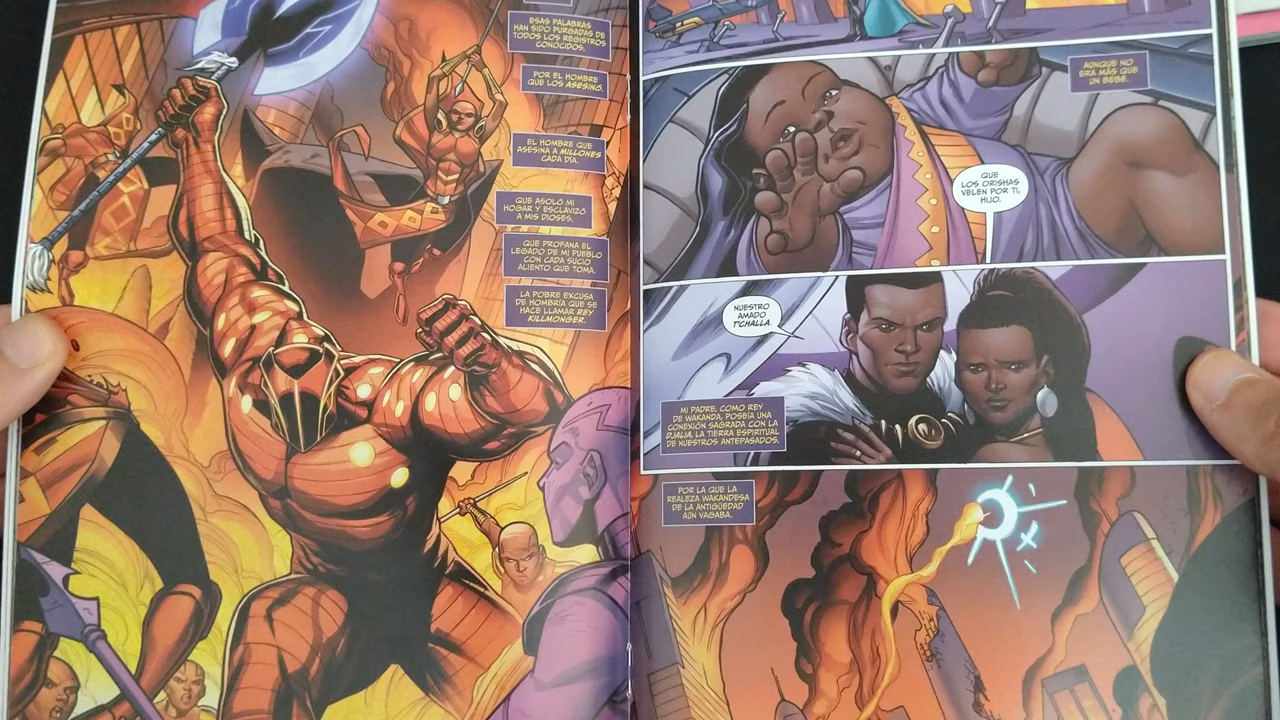 ESAS PALABRAS
HAN SIDO PURGADAS DE
TODOS LOS REGISTROS
CONOCIDOS.
POR EL HOMBRE
QUE LOS ASESINÓ.
EL HOMBRE QUE
ASESINA A MILLONES
CADA DÍA.
QUE ASOLÓ MI
HOGAR Y ESCLAVIZÓ
A MIS DIOSES.
QUE PROFANA EL
LEGADO DE MI PUEBLO
CON CADA SUCIO
ALIENTO QUE TOMA.
LA POBRE EXCUSA
DE HOMBRÍA QUE SE
HACE LLAMAR REY
KILLMONGER.
AUNQUE NO
ERA MÁS QUE
UN BEBÉ.
QUE
LOS ORISHAS
VELEN POR TI,
HIJO.
NUESTRO
AMADO
T'CHALLA.
MI PADRE, COMO REY
DE WAKANDA, POSEÍA UNA
CONEXIÓN SAGRADA CON LA
DJALIA, LA TIERRA ESPIRITUAL
DE NUESTROS ANTEPASADOS.
POR LA QUE LA
REALEZA WAKANDESA
DE LA ANTIGÜEDAD
AÚN VAGABA.